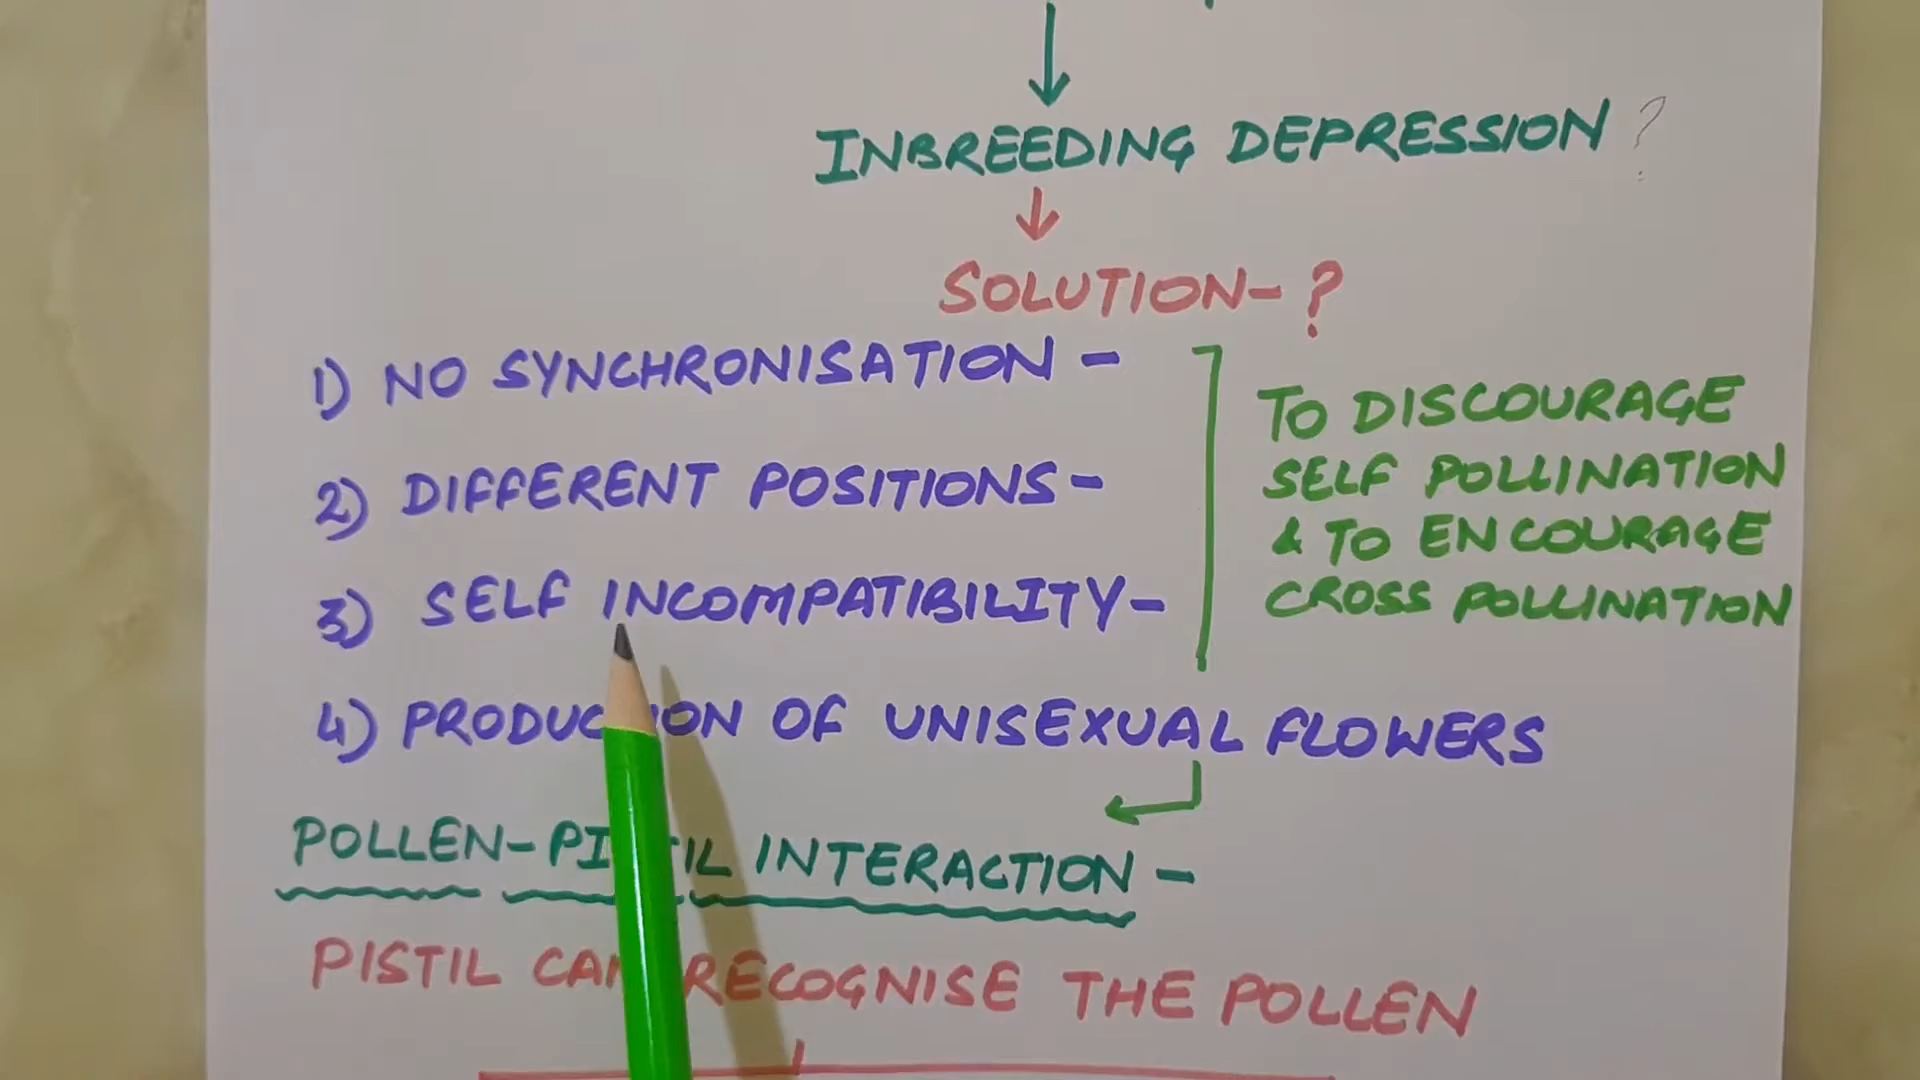 INBREEDING DEPRESSION ?
SOLUTION- ?
1) NO SYNCHRONISATION -
2) DIFFERENT POSITIONS-
3) SELF INCOMPATIBILITY-
4) PRODUC ON OF UNISEXUAL FLOWERS
TO DISCOURAGE
SELF POLLINATION
& TO ENCOURAGE
CROSS POLLINATION
POLLEN-PI IL INTERACTION -
PISTIL CAN RECOGNISE THE POLLEN